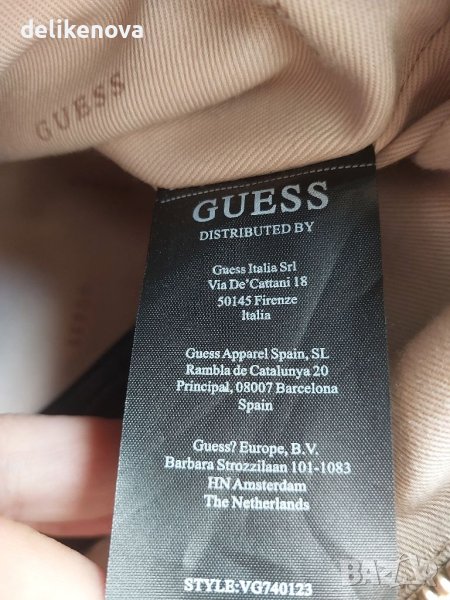 delikenova
GUESS
GUESS
DISTRIBUTED BY
Guess Italia Srl
Via De'Cattani 18
50145 Firenze
Italia
Guess Apparel Spain, SL
Rambla de Catalunya 20
Principal, 08007 Barcelona
Spain
Guess? Europe, B.V.
Barbara Strozzilaan 101-1083
HN Amsterdam
The Netherlands
STYLE:VG740123
BAZAR